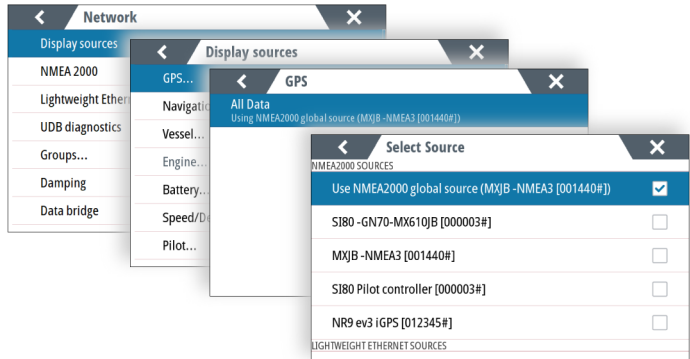 Network
Display sources
NMEA 2000
Lightweight
UDB diagnostics
Groups...
Damping
Data bridge
Display sources
GPS...
Vessel...
Engine...
Battery...
Pilot...
GPS
All Data
Using NMEA2000 global source (MXJB -NMEA3 [001440#])
Select Source
NMEA2000 SOURCES
Use NMEA2000 global source (MXJB -NMEA3 [001440#])
SI80 -GN70-MX610JB [000003#]
MXJB -NMEA3 [001440#]
SI80 Pilot controller [000003#]
NR9 ev3 iGPS [012345#]
LIGHTWEIGHT ETHERNET SOURCES